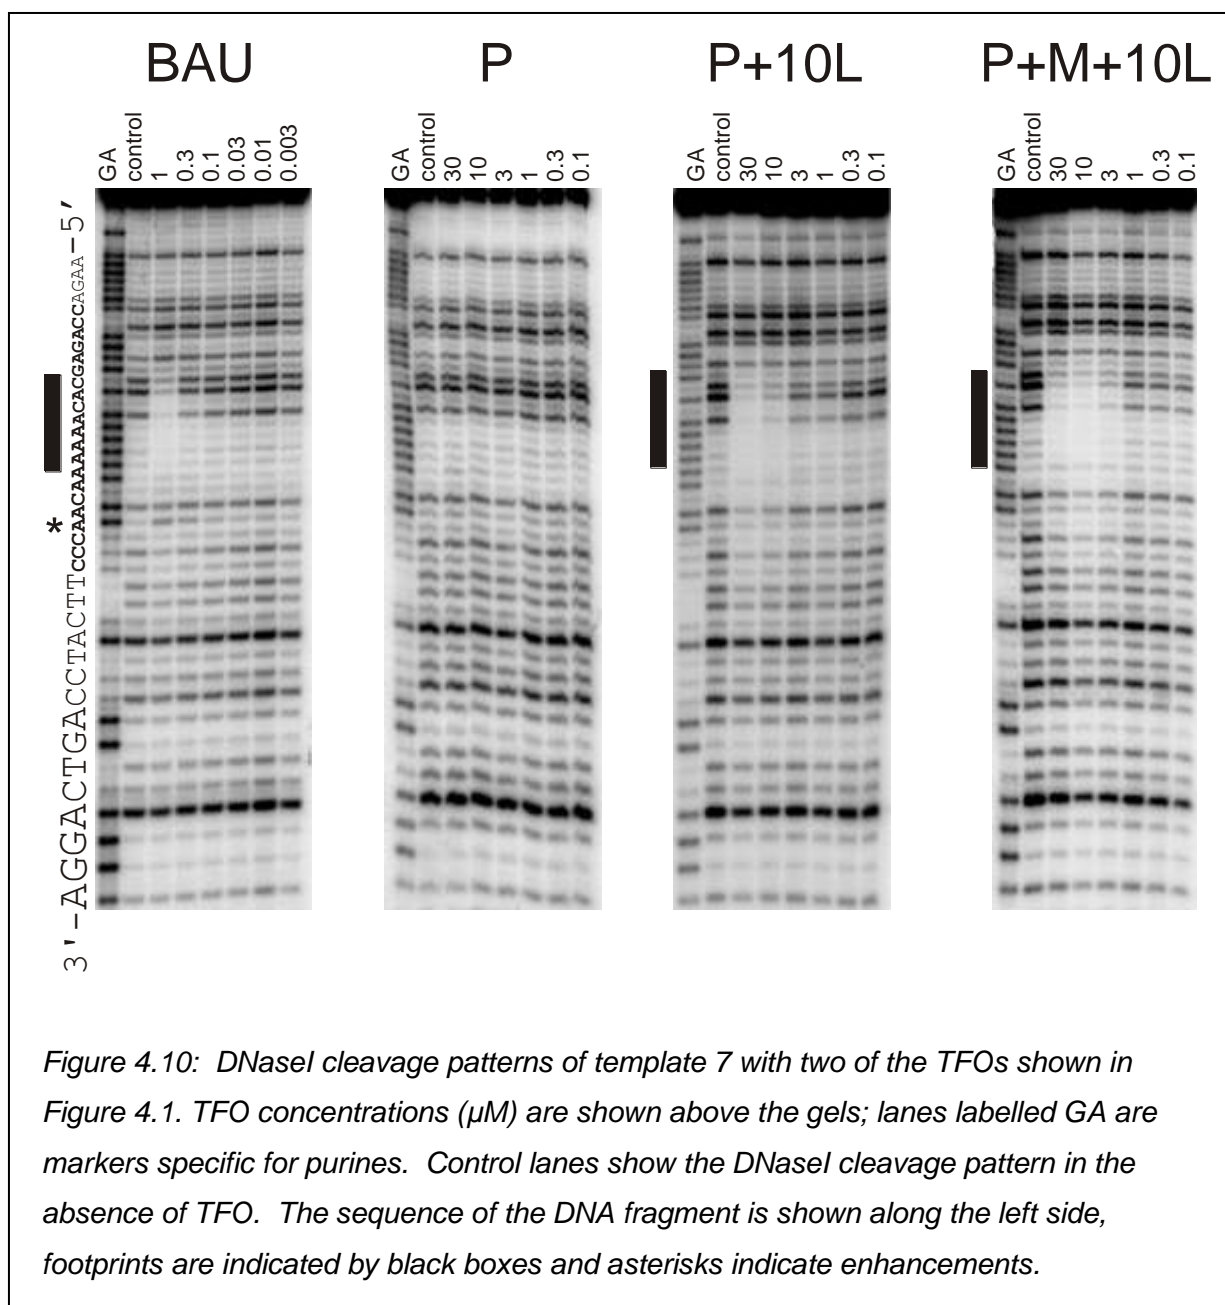 BAU P P+10L P+M+10L
GA control 1 0.3 0.1 0.03 0.01 0.003
GA control 30 10 3 1 0.3 0.1
GA control 30 10 3 1 0.3 0.1
GA control 30 10 3 1 0.3 0.1
3'-AGGACTGACCTACTTCCCAACAAAAAACACGAGACCAGAA-5'
*
Figure 4.10: DNaseI cleavage patterns of template 7 with two of the TFOs shown in
Figure 4.1. TFO concentrations (µM) are shown above the gels; lanes labelled GA are
markers specific for purines. Control lanes show the DNaseI cleavage pattern in the
absence of TFO. The sequence of the DNA fragment is shown along the left side,
footprints are indicated by black boxes and asterisks indicate enhancements.